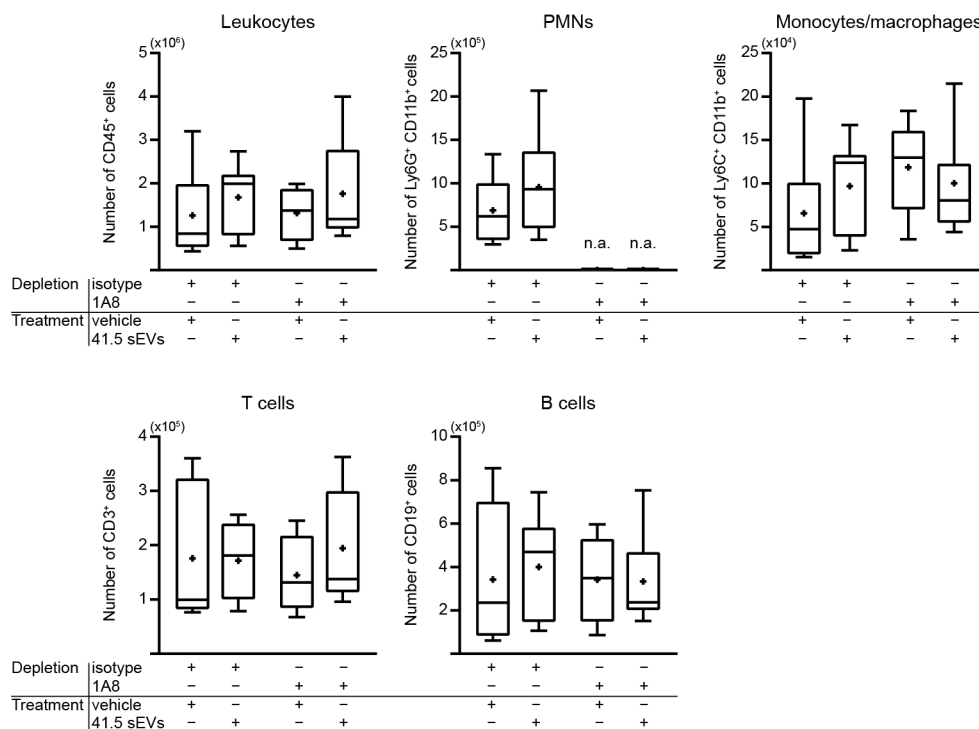 Leukocytes
PMNs
Monocytes/macrophages
(x10⁶)
(x10⁵)
(x10⁴)
Number of CD45⁺ cells
5
4
3
2
1
Number of Ly6G⁺ CD11b⁺ cells
25
20
15
10
5
n.a. n.a.
Number of Ly6C⁺ CD11b⁺ cells
25
20
15
10
5
Depletion isotype + + – – + + – – + + – –
1A8 – – + + – – + + – – + +
Treatment vehicle + – + – + – + – + – + –
41.5 sEVs – + – + – + – + – + – +
T cells
B cells
(x10⁵)
(x10⁵)
Number of CD3⁺ cells
4
3
2
1
Number of CD19⁺ cells
10
8
6
4
2
Depletion isotype + + – – + + – –
1A8 – – + + – – + +
Treatment vehicle + – + – + – + –
41.5 sEVs – + – + – + – +